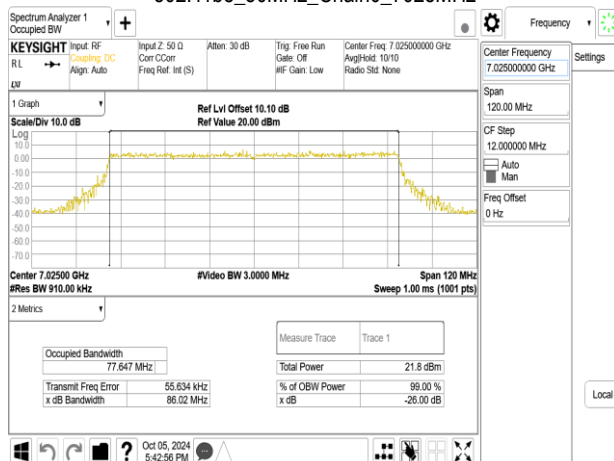 Spectrum Analyzer 1
Occupied BW
+
Frequency
KEYSIGHT Input: RF
RL
Coupling: DC
Align: Auto
Input Z: 50 Ω
Corr CCorr
Freq Ref: Int (S)
Atten: 30 dB
Trig: Free Run
Gate: Off
#IF Gain: Low
Center Freq: 7.025000000 GHz
Avg|Hold: 10/10
Radio Std: None
Center Frequency
7.025000000 GHz
Settings
Span
120.00 MHz
CF Step
12.000000 MHz
Auto
Man
Freq Offset
0 Hz
Local
1 Graph
Scale/Div 10.0 dB
Ref Lvl Offset 10.10 dB
Ref Value 20.00 dBm
Log
10.0
0.00
-10.0
-20.0
-30.0
-40.0
-50.0
-60.0
-70.0
Center 7.02500 GHz
#Video BW 3.0000 MHz
Span 120 MHz
#Res BW 910.00 kHz
Sweep 1.00 ms (1001 pts)
2 Metrics
Measure Trace Trace 1
Occupied Bandwidth
77.647 MHz
Total Power 21.8 dBm
Transmit Freq Error 55.634 kHz
% of OBW Power 99.00 %
x dB Bandwidth 86.02 MHz
x dB -26.00 dB
?
Oct 05, 2024
5:42:56 PM